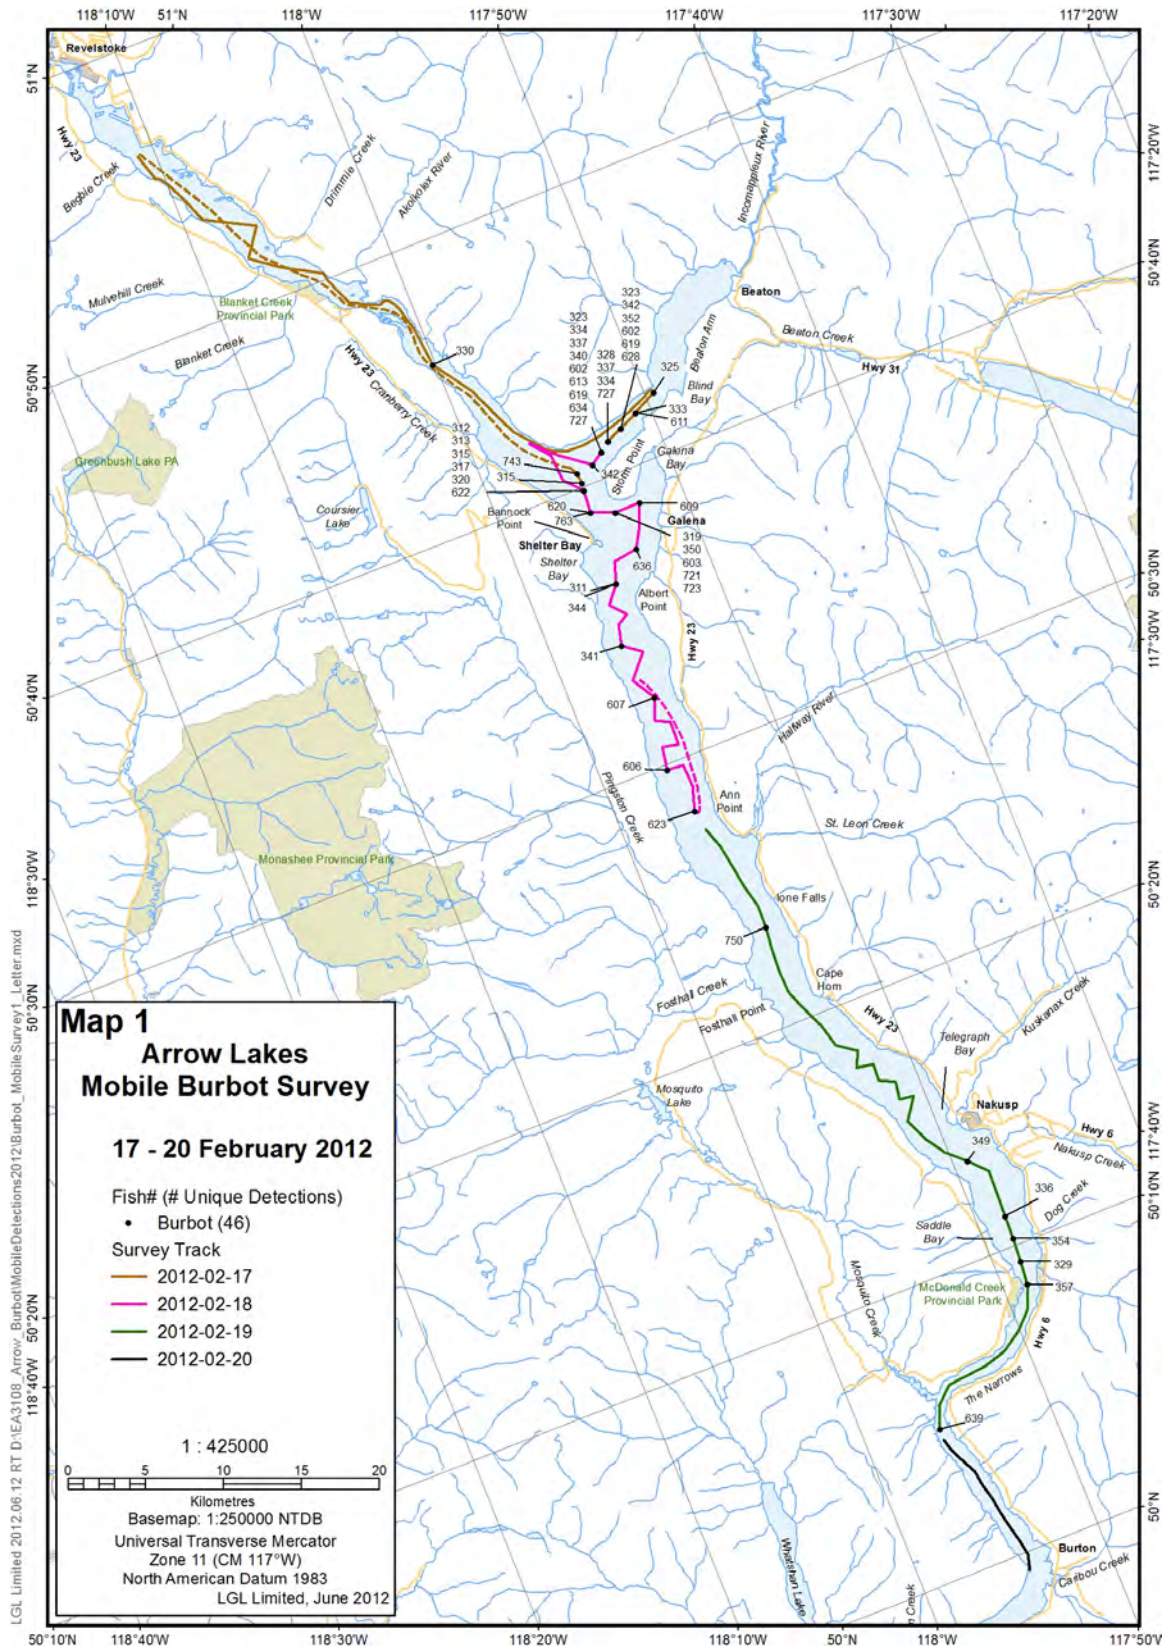 118°10'W
51°N
118°W
117°50'W
117°40'W
117°30'W
117°20'W
Revelstoke
51°N
Hwy 23
Begbie Creek
Drimmie Creek
Akolkolex River
Incomappleux River
117°20'W
50°40'N
Mulvehill Creek
Blanket Creek
Provincial Park
Blanket Creek
Beaton
Beaton Creek
Hwy 31
Beaton Arm
Blind
Bay
330
323
342
352
602
619
628
323
334
337
340
602
613
619
634
727
328
337
334
727
325
333
611
50°50'N
Hwy 23
Cranberry Creek
312
313
315
317
320
622
743
315
342
Storm Point
Galena
Bay
Greenbush Lake PA
Coursier
Lake
620
763
Bannock
Point
609
Galena
319
350
603
721
723
Shelter Bay
Shelter
Bay
636
311
344
Albert
Point
50°30'N
117°30'W
341
Hwy 23
607
Halfway River
50°40'N
606
Pingston Creek
Ann
Point
623
St. Leon Creek
Monashee Provincial Park
118°30'W
50°20'N
Ione Falls
750
Cape
Horn
Fosthall Creek
Fosthall Point
Hwy 23
Kuskanax Creek
Telegraph
Bay
50°30'N
Mosquito
Lake
Nakusp
Hwy 6
Nakusp Creek
117°40'W
50°10'N
349
336
Dog Creek
Saddle
Bay
354
329
357
McDonald Creek
Provincial Park
Mosquito Creek
Hwy 6
The Narrows
639
50°20'N
118°40'W
50°N
Burton
Caribou Creek
Whatshan Lake
n Creek
Map 1
Arrow Lakes
Mobile Burbot Survey
17 - 20 February 2012
Fish# (# Unique Detections)
Burbot (46)
Survey Track
2012-02-17
2012-02-18
2012-02-19
2012-02-20
1 : 425000
0 5 10 15 20
Kilometres
Basemap: 1:250000 NTDB
Universal Transverse Mercator
Zone 11 (CM 117°W)
North American Datum 1983
LGL Limited, June 2012
50°10'N
118°40'W
118°30'W
118°20'W
118°10'W
50°N
118°W
117°50'W
LGL Limited 2012.06.12 RT D:\EA3108_Arrow_Burbot\MobileDetections2012\Burbot_MobileSurvey1_Letter.mxd